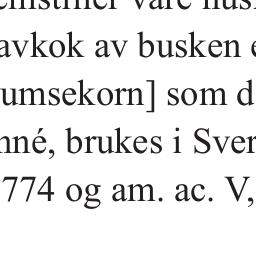 avkok av busken
umsekorn] som d
nné, brukes i Sver
774 og am. ac. V,